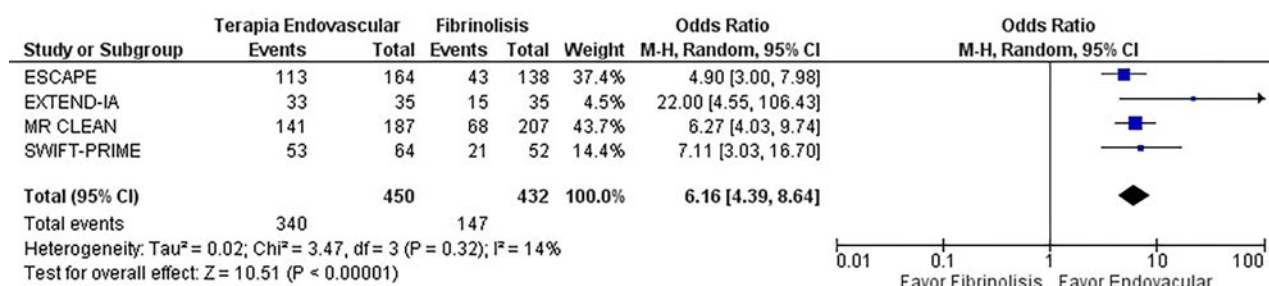 Terapia Endovascular Fibrinolisis Odds Ratio Odds Ratio
Study or Subgroup Events Total Events Total Weight M-H, Random, 95% CI M-H, Random, 95% CI
ESCAPE 113 164 43 138 37.4% 4.90 [3.00, 7.98]
EXTEND-IA 33 35 15 35 4.5% 22.00 [4.55, 106.43]
MR CLEAN 141 187 68 207 43.7% 6.27 [4.03, 9.74]
SWIFT-PRIME 53 64 21 52 14.4% 7.11 [3.03, 16.70]
Total (95% CI) 450 432 100.0% 6.16 [4.39, 8.64]
Total events 340 147
Heterogeneity: Tau² = 0.02; Chi² = 3.47, df = 3 (P = 0.32); I² = 14%
Test for overall effect: Z = 10.51 (P < 0.00001)
0.01 0.1 1 10 100
Favor Fibrinolisis Favor Endovacular